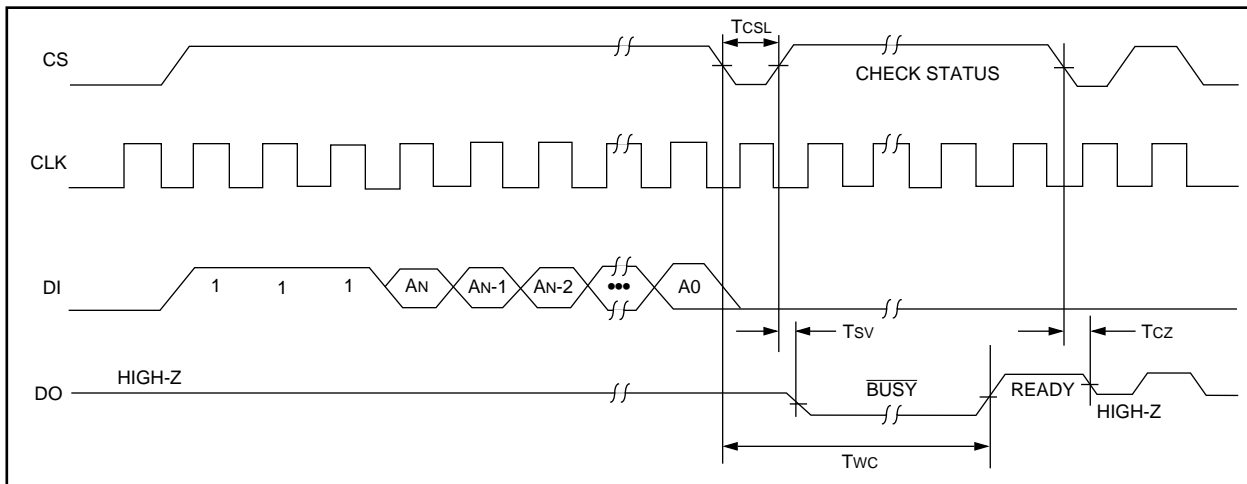 TCSL
CS
CHECK STATUS
CLK
DI
1 1 1 AN AN-1 AN-2 ••• A0
TSV
TCZ
HIGH-Z
DO
BUSY
READY
HIGH-Z
TWC